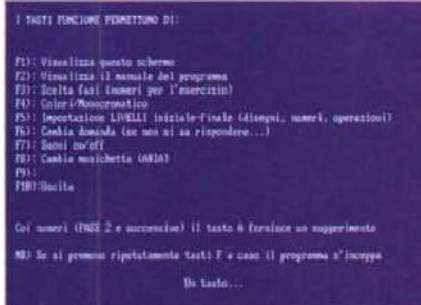 I TASTI FUNZIONE PERMETTONO DI:
F1): Visualizza questo schermo
F2): Visualizza il manuale del programma
F3): Scelta fasi (numeri per l'esercizio)
F4): Colori/Monocromatico
F5): Impostazione LIVELLI iniziale-finale (disegni, numeri, operazioni)
F6): Cambia domanda (se non si sa rispondere...)
F7): Suoni on/off
F8): Cambia musichetta (ARIA)
F9):
F10):Uscita
Coi numeri (FASE 2 e successive) il tasto A fornisce un suggerimento
NB) Se si premono ripetutamente tasti F a caso il programma s'inceppa
Un tasto...